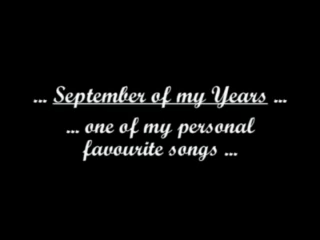 ... September of my Years ...
... one of my personal
favourite songs ...